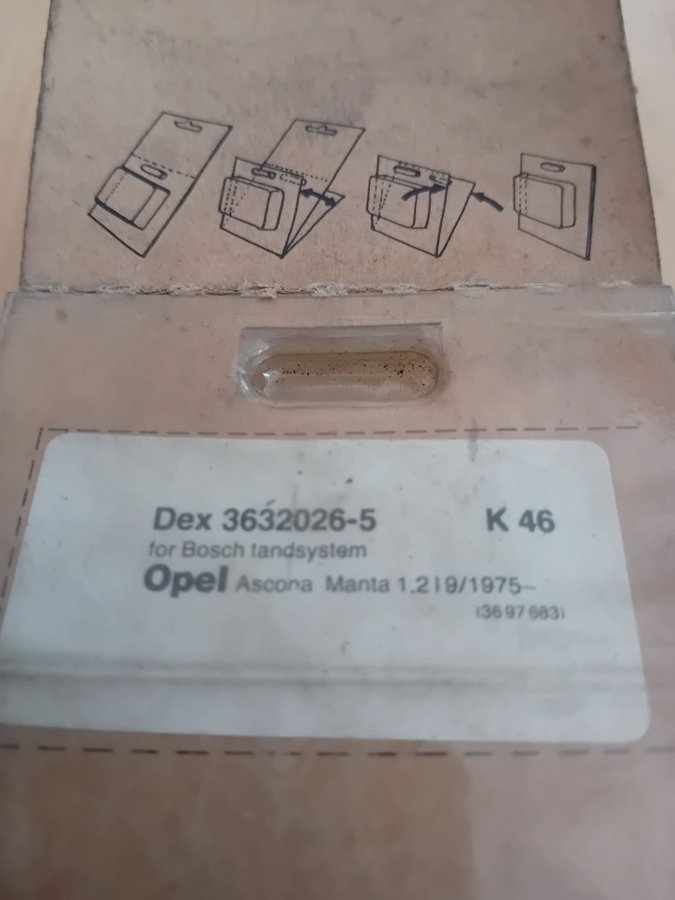 Dex 3632026-5 K 46
for Bosch tandsystem
Opel Ascona Manta 1.2 l 9/1975–
(36 97 683)